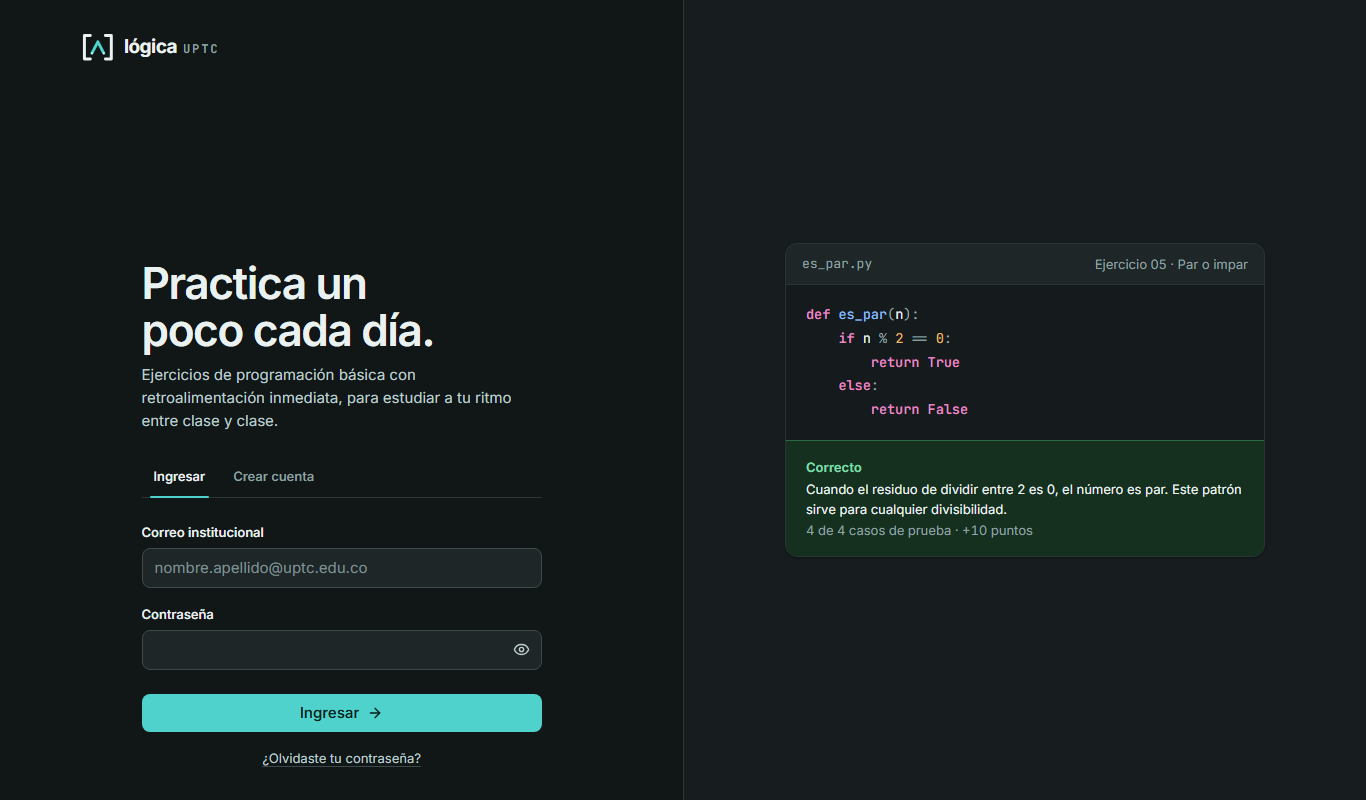 [^] lógica UPTC
Practica un
poco cada día.
Ejercicios de programación básica con
retroalimentación inmediata, para estudiar a tu ritmo
entre clase y clase.
Ingresar Crear cuenta
Correo institucional
nombre.apellido@uptc.edu.co
Contraseña
Ingresar →
¿Olvidaste tu contraseña?
es_par.py Ejercicio 05 · Par o impar
def es_par(n):
    if n % 2 == 0:
        return True
    else:
        return False
Correcto
Cuando el residuo de dividir entre 2 es 0, el número es par. Este patrón
sirve para cualquier divisibilidad.
4 de 4 casos de prueba · +10 puntos